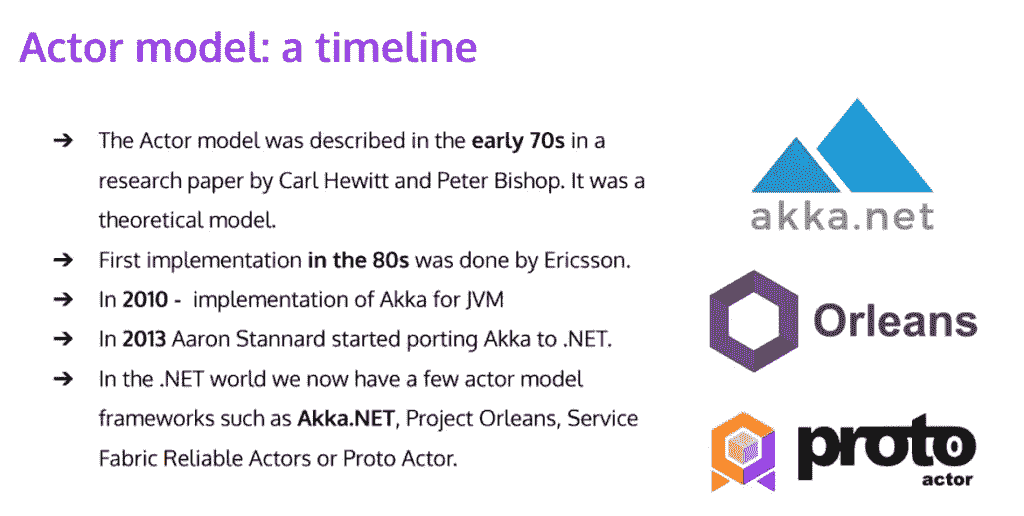 Actor model: a timeline
➔ The Actor model was described in the early 70s in a
research paper by Carl Hewitt and Peter Bishop. It was a
theoretical model.
➔ First implementation in the 80s was done by Ericsson.
➔ In 2010 - implementation of Akka for JVM
➔ In 2013 Aaron Stannard started porting Akka to .NET.
➔ In the .NET world we now have a few actor model
frameworks such as Akka.NET, Project Orleans, Service
Fabric Reliable Actors or Proto Actor.
akka.net
Orleans
proto
actor